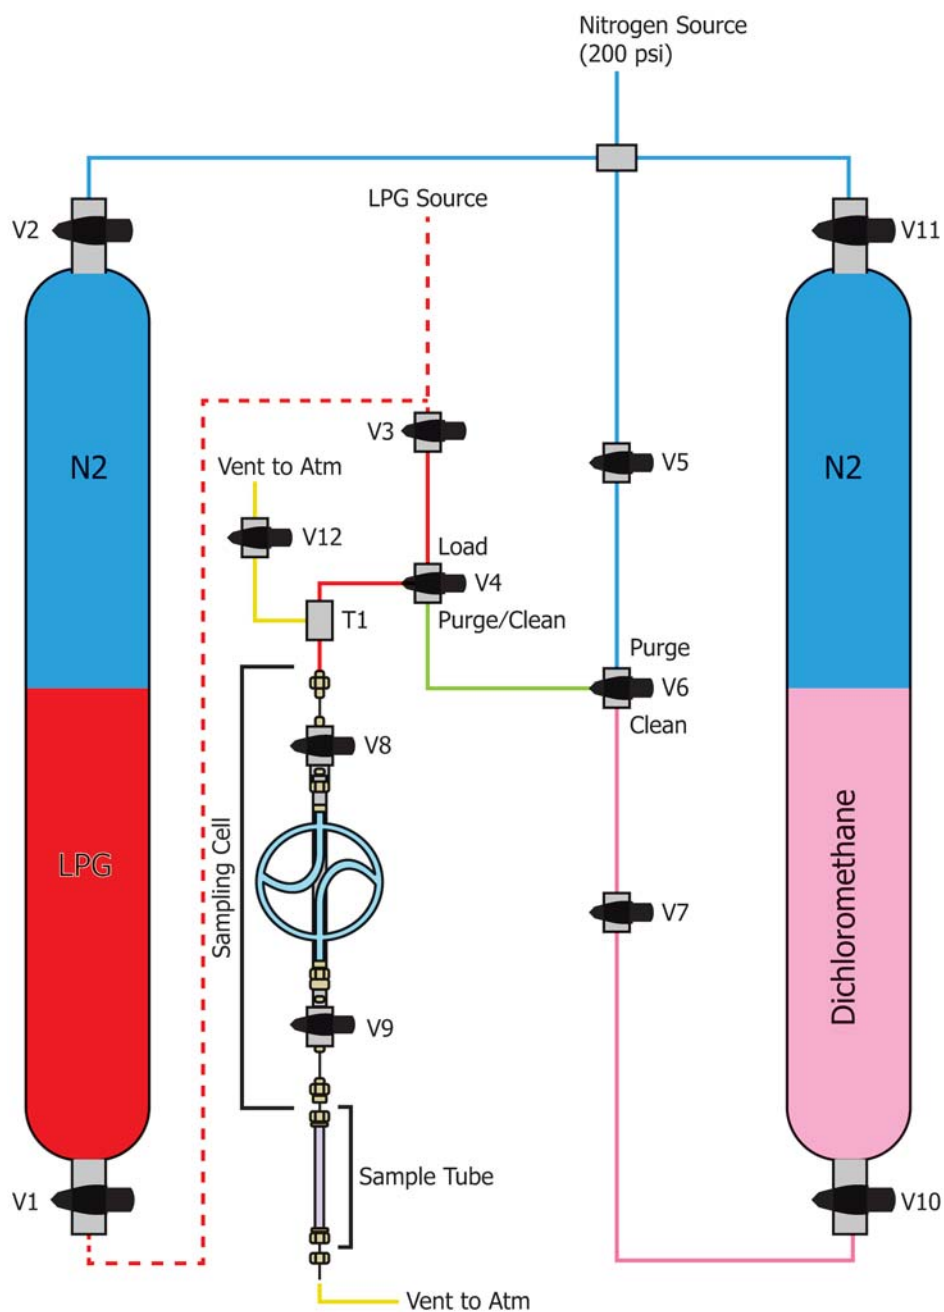 Nitrogen Source
(200 psi)
LPG Source
V2
V11
V3
N2
V5
N2
Vent to Atm
V12
Load
V4
T1
Purge/Clean
Purge
V6
Clean
V8
Sampling Cell
LPG
Dichloromethane
V7
V9
Sample Tube
V1
V10
Vent to Atm